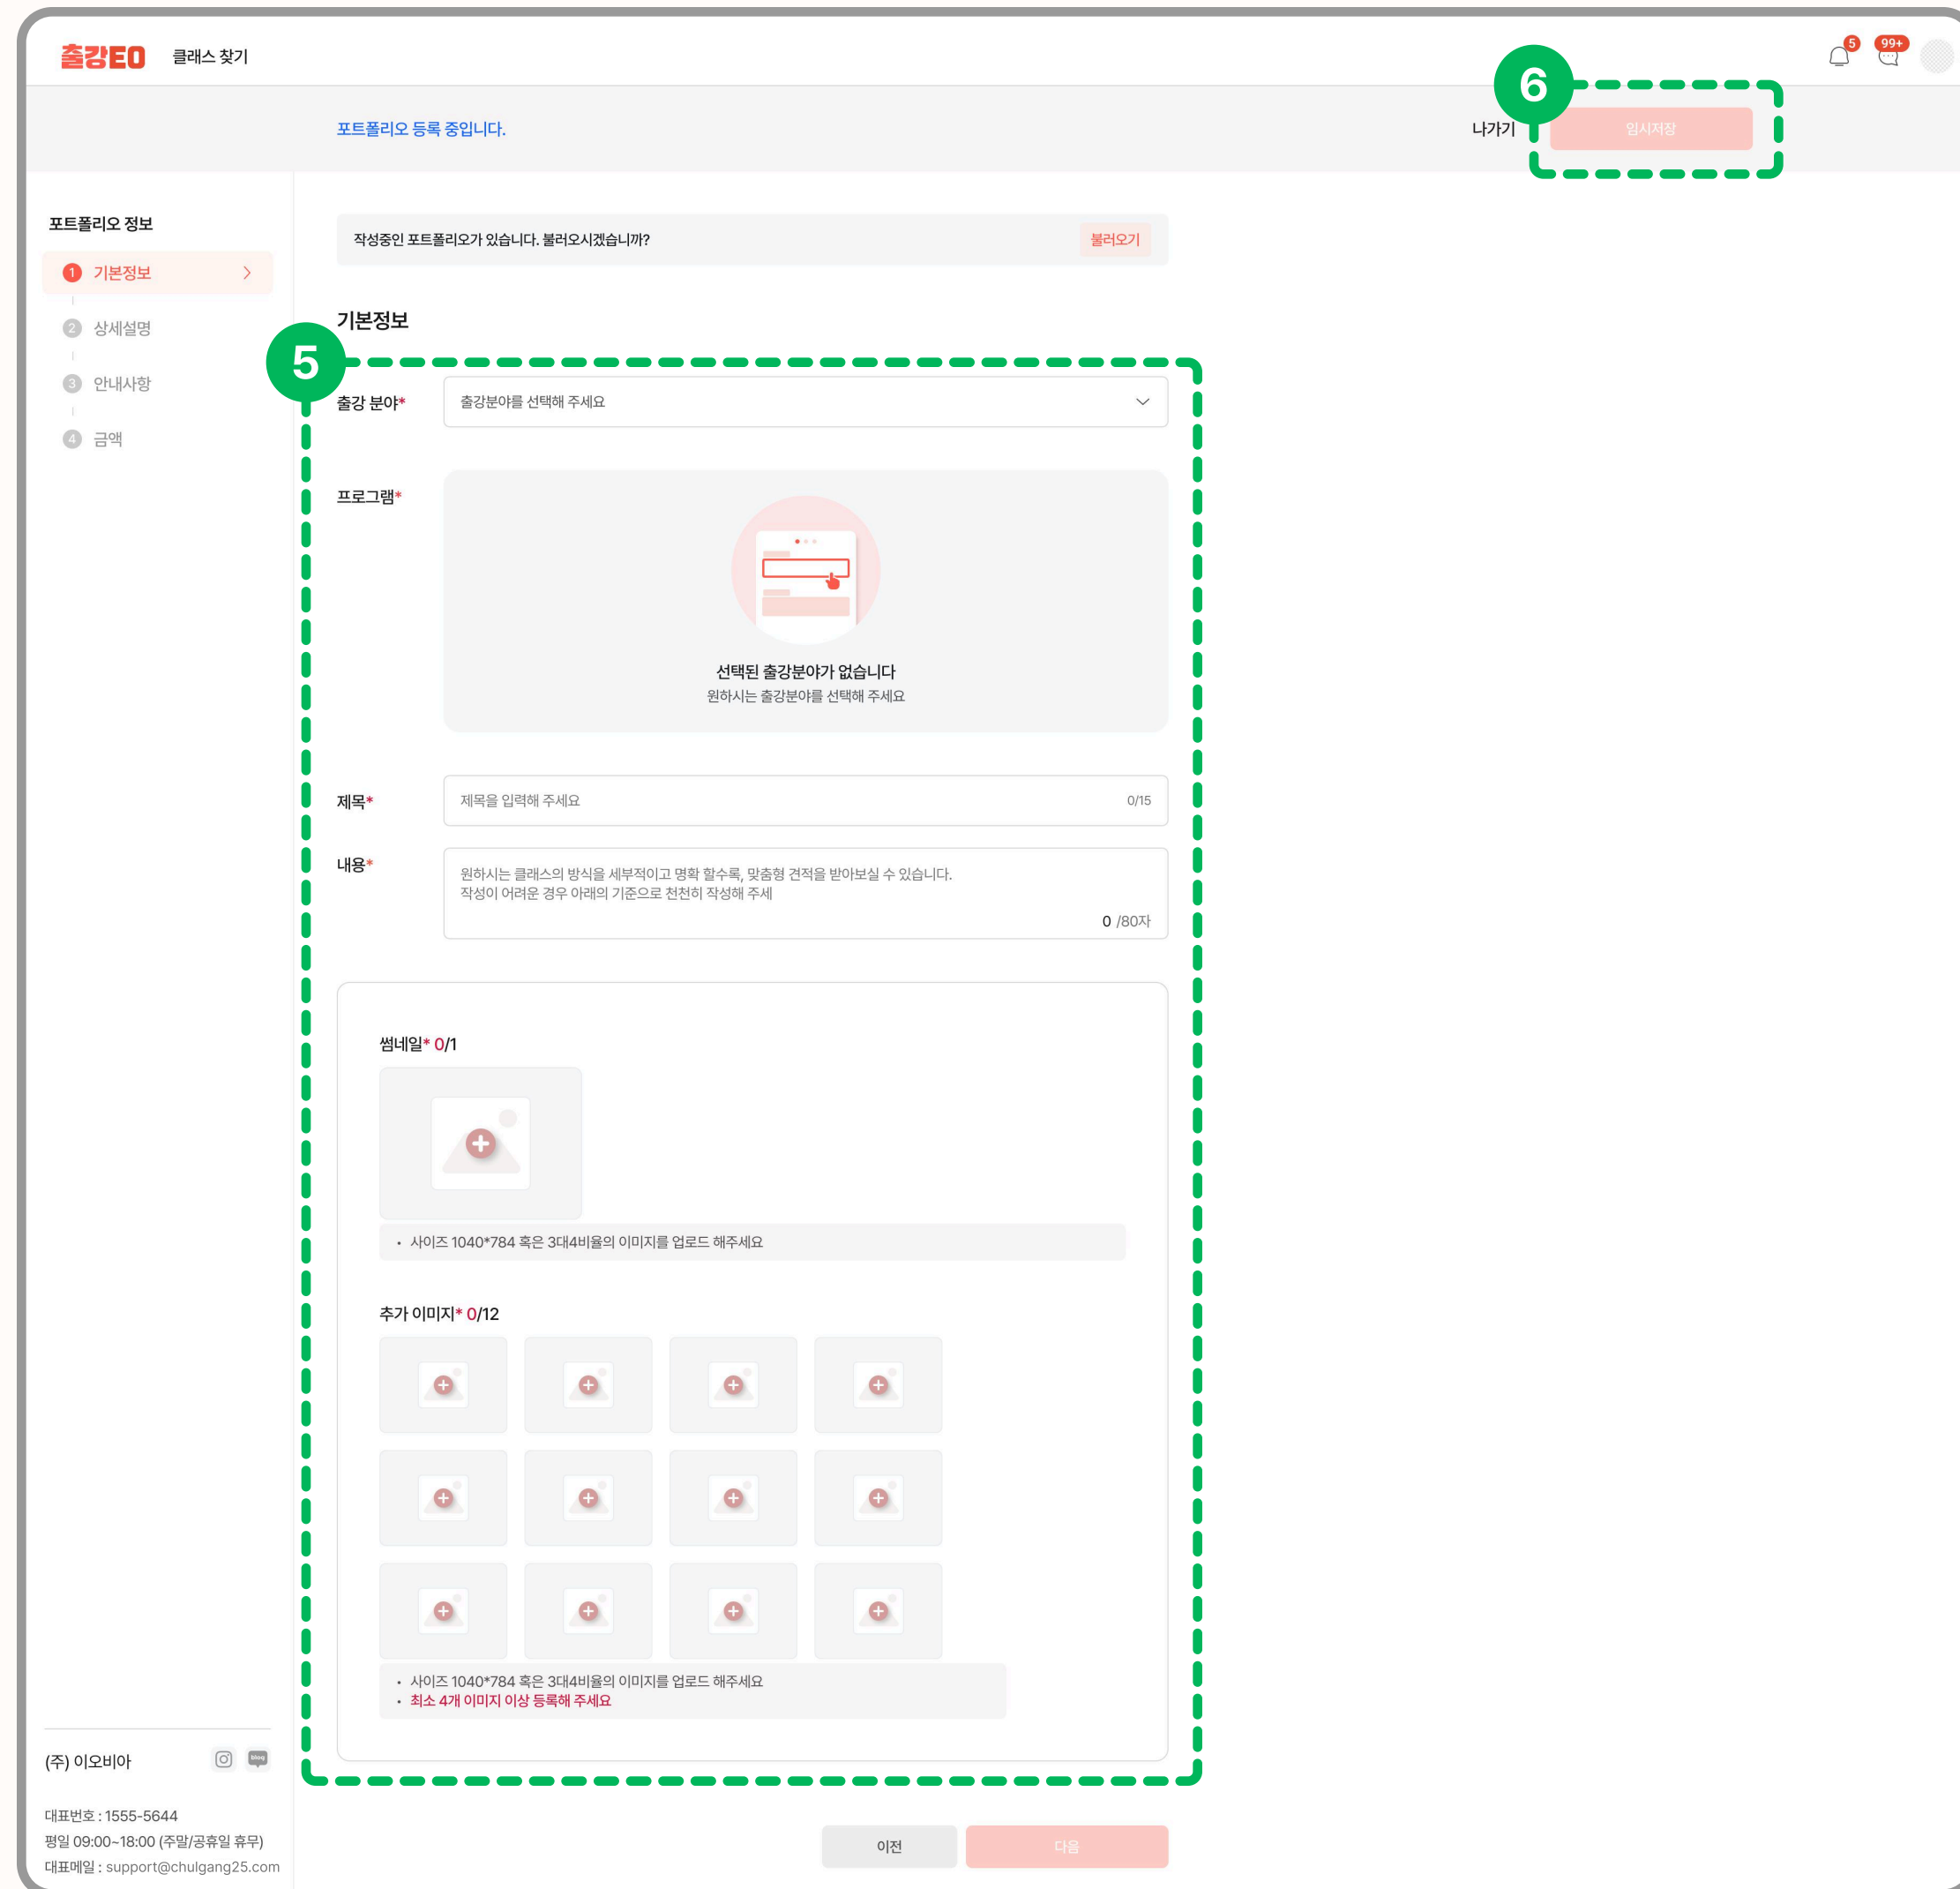 출강EO 클래스 찾기
5
99+
6
포트폴리오 등록 중입니다.
나가기
임시저장
포트폴리오 정보
1 기본정보
2 상세설명
3 안내사항
4 금액
작성중인 포트폴리오가 있습니다. 불러오시겠습니까?
불러오기
기본정보
5
출강 분야*
출강분야를 선택해 주세요
프로그램*
선택된 출강분야가 없습니다
원하시는 출강분야를 선택해 주세요
제목*
제목을 입력해 주세요
0/15
내용*
원하시는 클래스의 방식을 세부적이고 명확 할수록, 맞춤형 견적을 받아보실 수 있습니다.
작성이 어려운 경우 아래의 기준으로 천천히 작성해 주세
0 /80자
썸네일* 0/1
• 사이즈 1040*784 혹은 3대4비율의 이미지를 업로드 해주세요
추가 이미지* 0/12
• 사이즈 1040*784 혹은 3대4비율의 이미지를 업로드 해주세요
• 최소 4개 이미지 이상 등록해 주세요
이전
다음
(주) 이오비아
blog
대표번호 : 1555-5644
평일 09:00~18:00 (주말/공휴일 휴무)
대표메일 : support@chulgang25.com